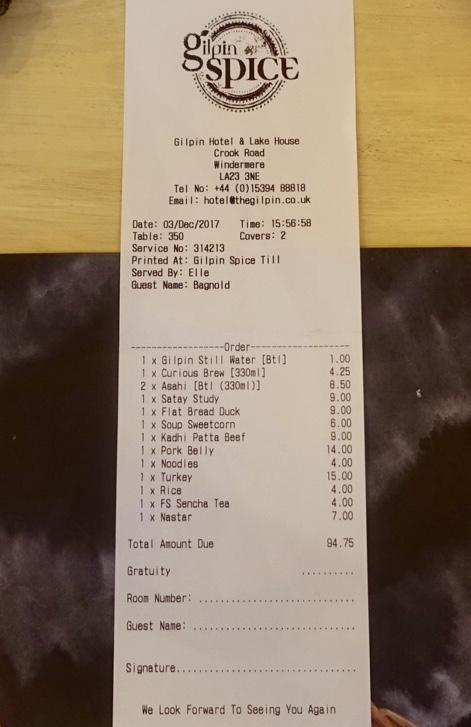 gilpin
SPICE
Gilpin Hotel & Lake House
Crook Road
Windermere
LA23 3NE
Tel No: +44 (0)15394 88818
Email: hotel@thegilpin.co.uk
Date: 03/Dec/2017 Time: 15:56:58
Table: 350 Covers: 2
Service No: 314213
Printed At: Gilpin Spice Till
Served By: Elle
Guest Name: Bagnold
--------------------Order--------------------
1 x Gilpin Still Water [Btl] 1.00
1 x Curious Brew [330ml] 4.25
2 x Asahi [Btl (330ml)] 8.50
1 x Satay Study 9.00
1 x Flat Bread Duck 9.00
1 x Soup Sweetcorn 6.00
1 x Kadhi Patta Beef 9.00
1 x Pork Belly 14.00
1 x Noodles 4.00
1 x Turkey 15.00
1 x Rice 4.00
1 x FS Sencha Tea 4.00
1 x Nastar 7.00
Total Amount Due 94.75
Gratuity ..........
Room Number: ..............................
Guest Name: ...............................
Signature..................................
We Look Forward To Seeing You Again